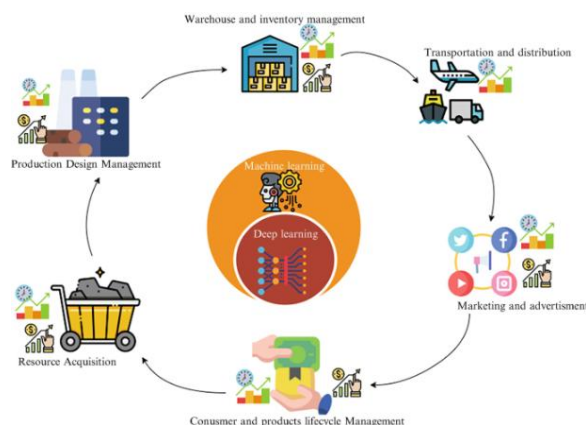 Warehouse and inventory management
Transportation and distribution
Production Design Management
Machine learning
Deep learning
Marketing and advertisment
Resource Acquisition
Conusmer and products lifecycle Management